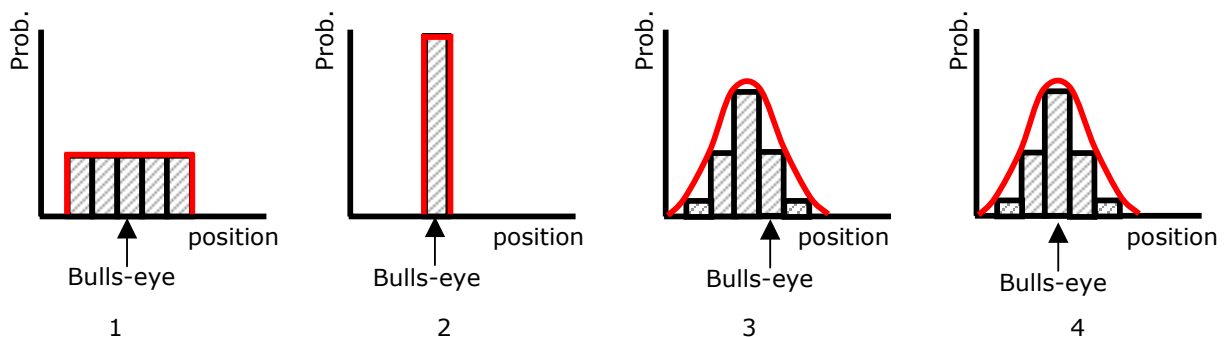 Prob.
position
Bulls-eye
1
Prob.
position
Bulls-eye
2
Prob.
position
Bulls-eye
3
Prob.
position
Bulls-eye
4